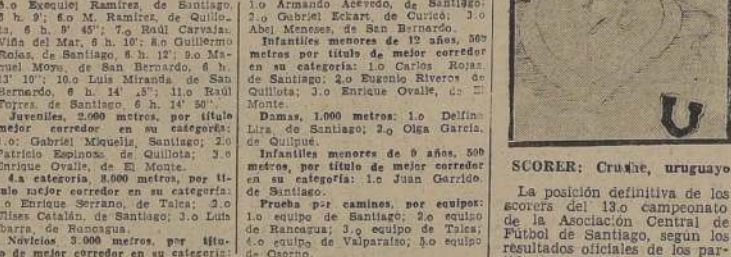 5.o Exequiel Ramírez, de Santiago,
6 h. 9'; 6.o M. Ramírez, de Quillo-
ta, 6 h. 9' 45"; 7.o Raúl Carvajal
Viña del Mar, 6 h. 10'; 8.o Guillermo
Rojas, de Santiago, 6 h. 12'; 9.o Ma-
nuel Moys, de San Bernardo, 6 h.
13' 10"; 10.o Luis Miranda de San
Bernardo, 6 h. 14' 5"; 11.o Raúl
Torres, de Santiago, 6 h. 14' 50".
Juveniles, 2.000 metros, por título
mejor corredor en su categoría:
1.o: Gabriel Miquelis, Santiago; 2.o
Patricio Espinosa, de Quillota; 3.o
Enrique Ovalle, de El Monte.
4.a categoría, 8.000 metros, por tí-
tulo mejor corredor en su categoría:
1.o Enrique Serrano, de Talca; 2.o
Ulises Catalán, de Santiago; 3.o Luis
Ibarra, de Rancagua.
Novicios 3.000 metros, por títu-
lo de mejor corredor en su categoría:
1.o Armando Acevedo, de Santiago;
2.o Gabriel Eckart, de Curicó; 3.o
Abel Meneses, de San Bernardo.
Infantiles menores de 12 años, 500
metros por título de mejor corredor
en su categoría: 1.o Carlos Rojas,
de Santiago; 2.o Eugenio Riveros de
Quillota; 3.o Enrique Ovalle, de El
Monte.
Damas, 1.000 metros: 1.o Delfina
Lira, de Santiago; 2.o Olga García,
de Quilpué.
Infantiles menores de 9 años, 500
metros, por título de mejor corredor
en su categoría: 1.o Juan Garrido,
de Santiago.
Prueba por caminos, por equipos:
1.o equipo de Santiago; 2.o equipo
de Rancagua; 3.o equipo de Talca;
4.o equipo de Valparaíso; 5.o equipo
de Osorno.
U
SCORER: Cruche, uruguayo
La posición definitiva de los
scorers del 13.o campeonato
de la Asociación Central de
Fútbol de Santiago, según los
resultados oficiales de los par-